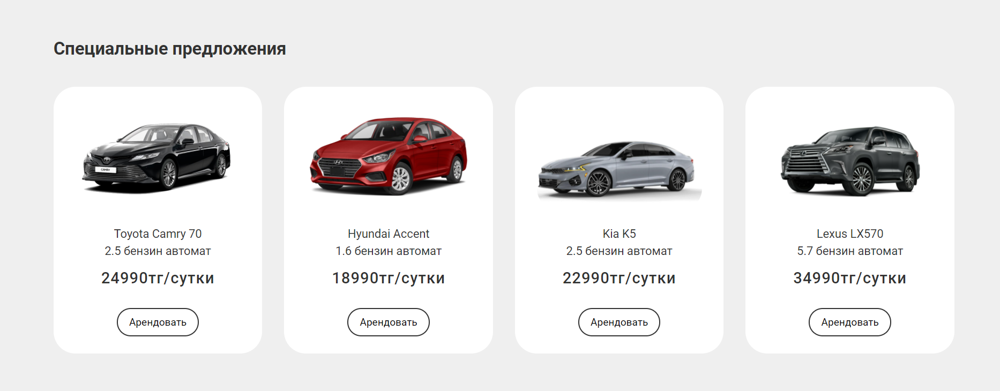 Специальные предложения
CAMRY
Toyota Camry 70
2.5 бензин автомат
24990тг/сутки
Арендовать
Hyundai Accent
1.6 бензин автомат
18990тг/сутки
Арендовать
Kia K5
2.5 бензин автомат
22990тг/сутки
Арендовать
Lexus LX570
5.7 бензин автомат
34990тг/сутки
Арендовать